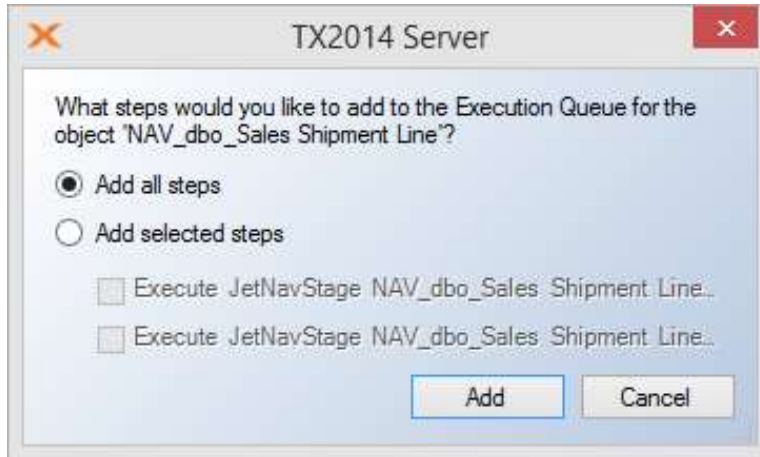 TX2014 Server
What steps would you like to add to the Execution Queue for the
object 'NAV_dbo_Sales Shipment Line'?
Add all steps
Add selected steps
Execute JetNavStage NAV_dbo_Sales Shipment Line...
Execute JetNavStage NAV_dbo_Sales Shipment Line...
Add
Cancel